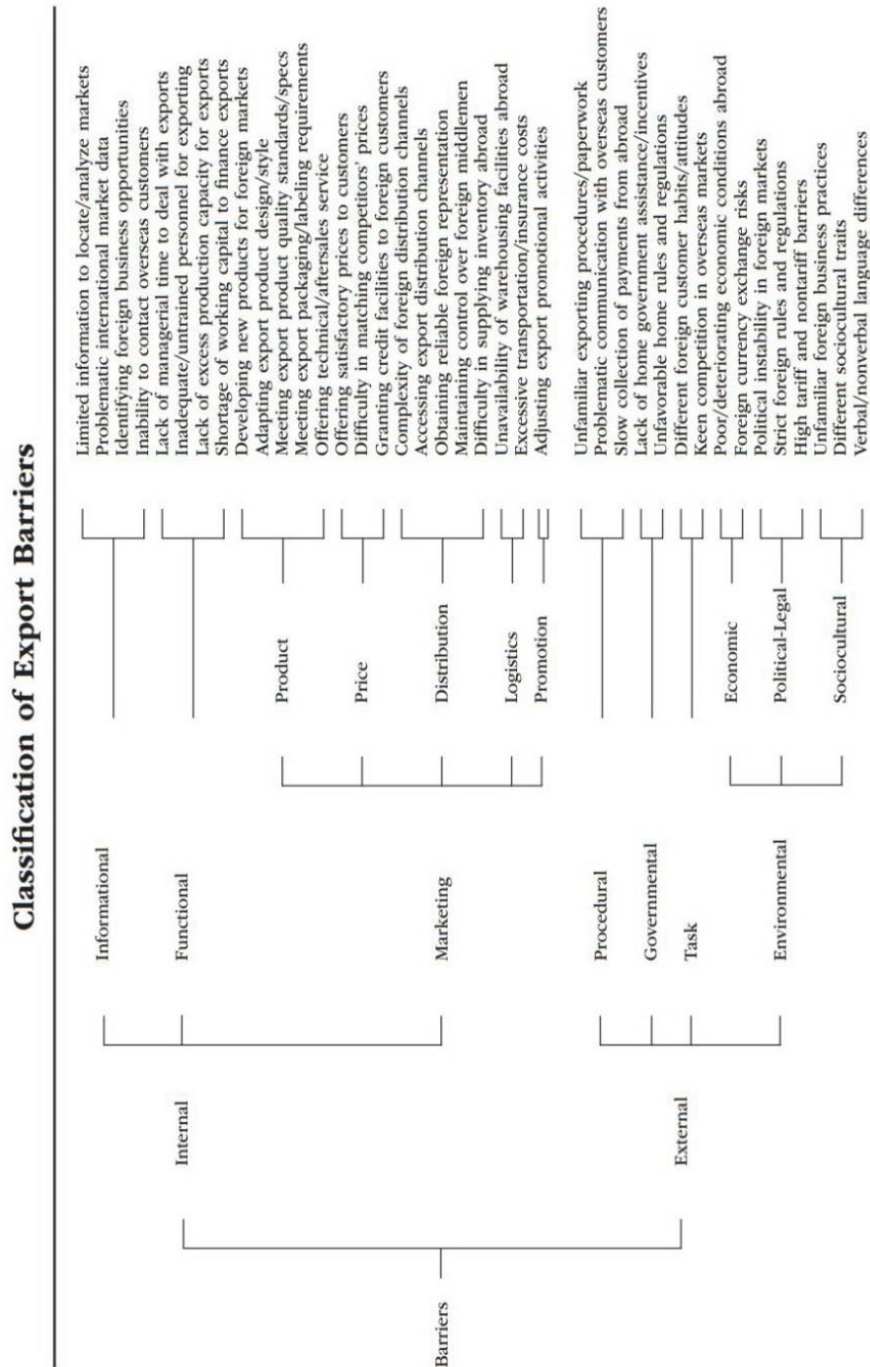 Classification of Export Barriers
Barriers
Internal
Informational
Limited information to locate/analyze markets
Problematic international market data
Identifying foreign business opportunities
Inability to contact overseas customers
Functional
Lack of managerial time to deal with exports
Inadequate/untrained personnel for exporting
Lack of excess production capacity for exports
Shortage of working capital to finance exports
Marketing
Product
Developing new products for foreign markets
Adapting export product design/style
Meeting export product quality standards/specs
Meeting export packaging/labeling requirements
Offering technical/aftersales service
Price
Offering satisfactory prices to customers
Difficulty in matching competitors' prices
Granting credit facilities to foreign customers
Distribution
Complexity of foreign distribution channels
Accessing export distribution channels
Obtaining reliable foreign representation
Maintaining control over foreign middlemen
Difficulty in supplying inventory abroad
Logistics
Unavailability of warehousing facilities abroad
Excessive transportation/insurance costs
Promotion
Adjusting export promotional activities
External
Procedural
Unfamiliar exporting procedures/paperwork
Problematic communication with overseas customers
Slow collection of payments from abroad
Governmental
Lack of home government assistance/incentives
Unfavorable home rules and regulations
Task
Different foreign customer habits/attitudes
Keen competition in overseas markets
Environmental
Economic
Poor/deteriorating economic conditions abroad
Foreign currency exchange risks
Political-Legal
Political instability in foreign markets
Strict foreign rules and regulations
High tariff and nontariff barriers
Sociocultural
Unfamiliar foreign business practices
Different sociocultural traits
Verbal/nonverbal language differences